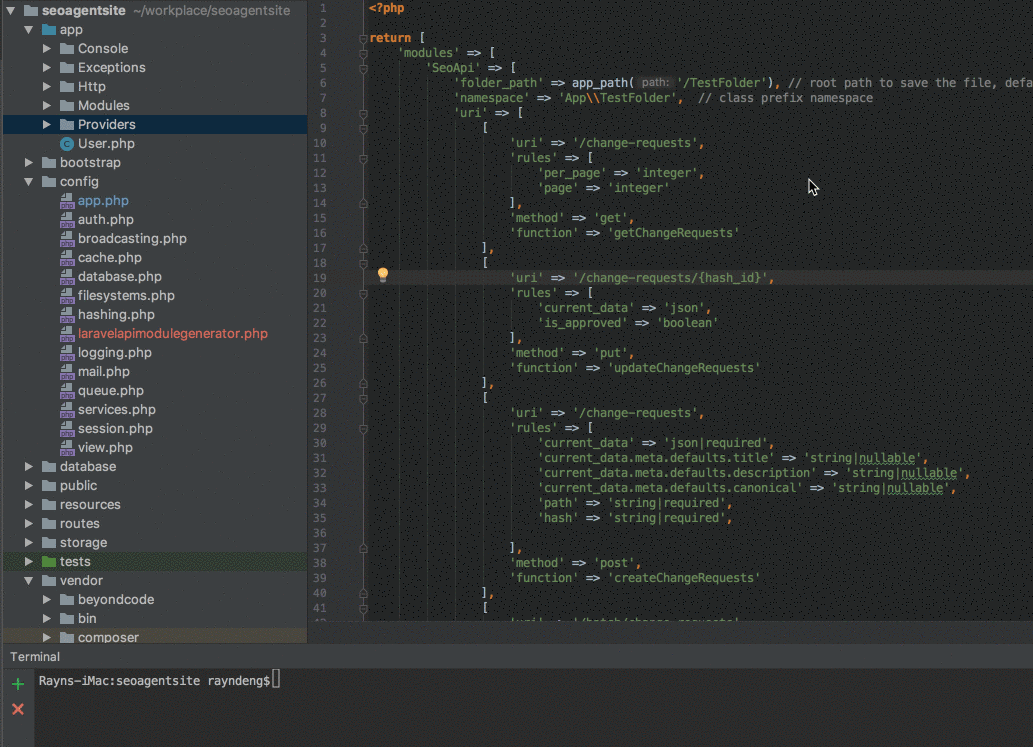 seoagentsite ~/workplace/seoagentsite
app
Console
Exceptions
Http
Modules
Providers
User.php
bootstrap
config
app.php
auth.php
broadcasting.php
cache.php
database.php
filesystems.php
hashing.php
laravelapimodulegenerator.php
logging.php
mail.php
queue.php
services.php
session.php
view.php
database
public
resources
routes
storage
tests
vendor
beyondcode
bin
composer
1 <?php
2
3 return [
4 'modules' => [
5 'SeoApi' => [
6 'folder_path' => app_path( path: '/TestFolder'), // root path to save the file, defa
7 'namespace' => 'App\\TestFolder', // class prefix namespace
8 'uri' => [
9 [
10 'uri' => '/change-requests',
11 'rules' => [
12 'per_page' => 'integer',
13 'page' => 'integer'
14 ],
15 'method' => 'get',
16 'function' => 'getChangeRequests'
17 ],
18 [
19 'uri' => '/change-requests/{hash_id}',
20 'rules' => [
21 'current_data' => 'json',
22 'is_approved' => 'boolean'
23 ],
24 'method' => 'put',
25 'function' => 'updateChangeRequests'
26 ],
27 [
28 'uri' => '/change-requests',
29 'rules' => [
30 'current_data' => 'json|required',
31 'current_data.meta.defaults.title' => 'string|nullable',
32 'current_data.meta.defaults.description' => 'string|nullable',
33 'current_data.meta.defaults.canonical' => 'string|nullable',
34 'path' => 'string|required',
35 'hash' => 'string|required',
36
37 ],
38 'method' => 'post',
39 'function' => 'createChangeRequests'
40 ],
41 [
Terminal
Rayns-iMac:seoagentsite rayndeng$